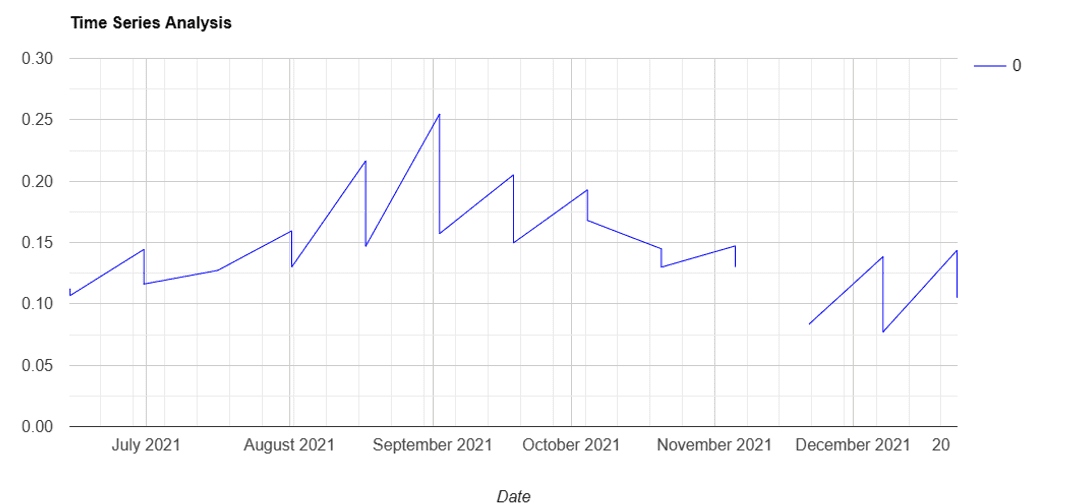 Time Series Analysis
0.30
0
0.25
0.20
0.15
0.10
0.05
0.00
July 2021 August 2021 September 2021 October 2021 November 2021 December 2021 20
Date